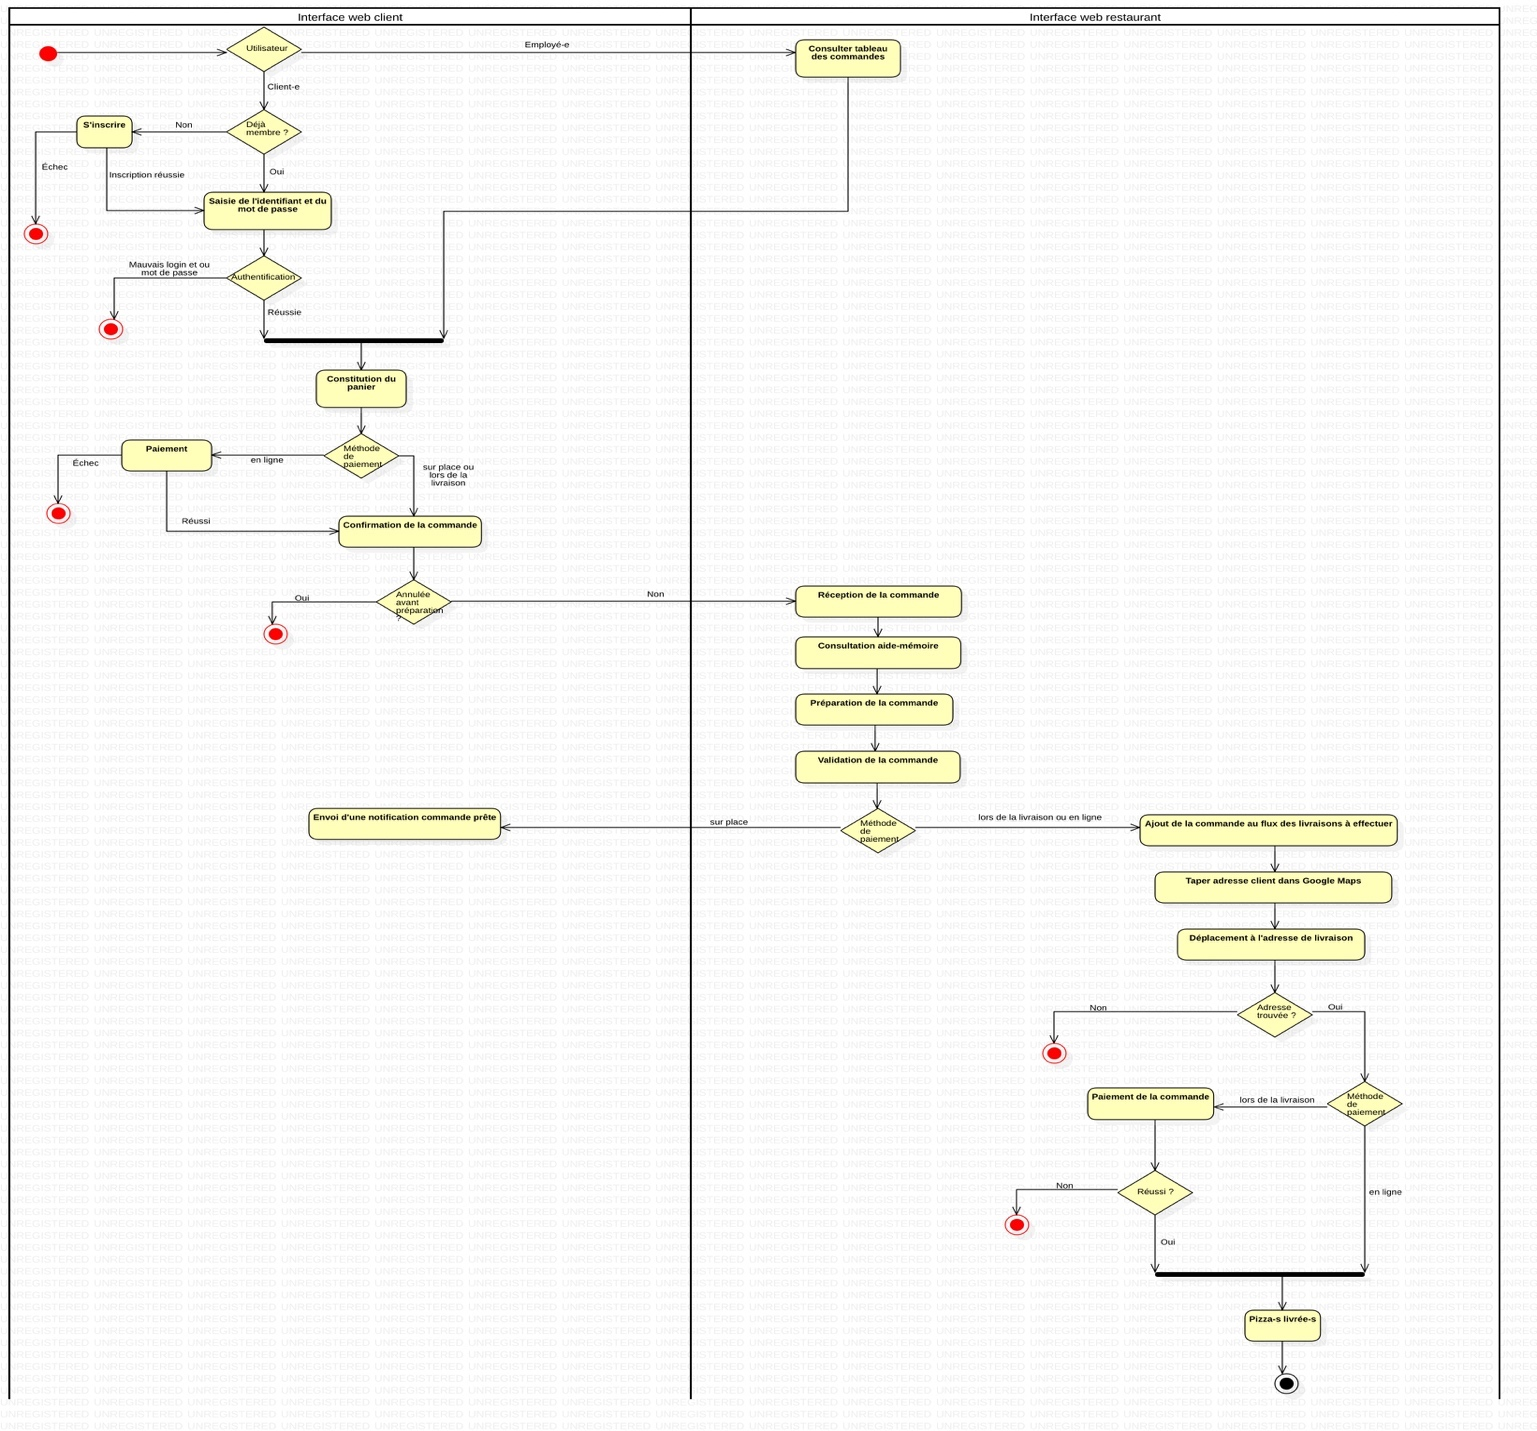 Interface web client
Interface web restaurant
Utilisateur
Employé-e
Consulter tableau
des commandes
Client-e
Déjà
membre ?
Non
S'inscrire
Échec
Inscription réussie
Oui
Saisie de l'identifiant et du
mot de passe
Mauvais login et ou
mot de passe
Authentification
Réussie
Constitution du
panier
Méthode
de
paiement
en ligne
Paiement
Échec
sur place ou
lors de la
livraison
Réussi
Confirmation de la commande
Annulée
avant
préparation
?
Oui
Non
Réception de la commande
Consultation aide-mémoire
Préparation de la commande
Validation de la commande
Méthode
de
paiement
sur place
Envoi d'une notification commande prête
lors de la livraison ou en ligne
Ajout de la commande au flux des livraisons à effectuer
Taper adresse client dans Google Maps
Déplacement à l'adresse de livraison
Adresse
trouvée ?
Non
Oui
Méthode
de
paiement
lors de la livraison
Paiement de la commande
en ligne
Réussi ?
Non
Oui
Pizza-s livrée-s
UNREGISTERED